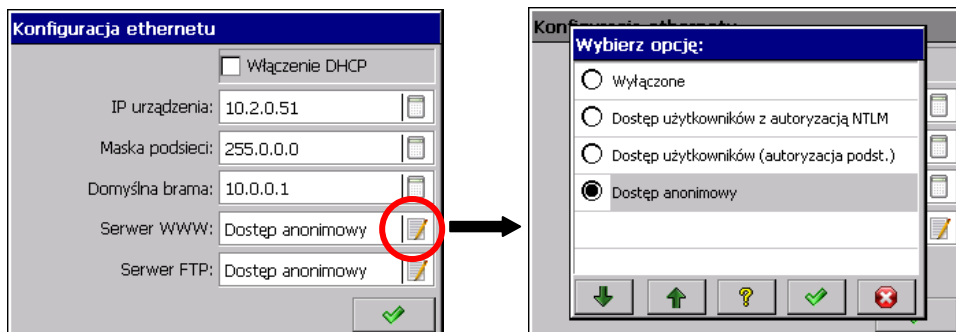 Konfiguracja ethernetu
Włączenie DHCP
IP urządzenia: 10.2.0.51
Maska podsieci: 255.0.0.0
Domyślna brama: 10.0.0.1
Serwer WWW: Dostęp anonimowy
Serwer FTP: Dostęp anonimowy
Wybierz opcję:
Wyłączone
Dostęp użytkowników z autoryzacją NTLM
Dostęp użytkowników (autoryzacja podst.)
Dostęp anonimowy